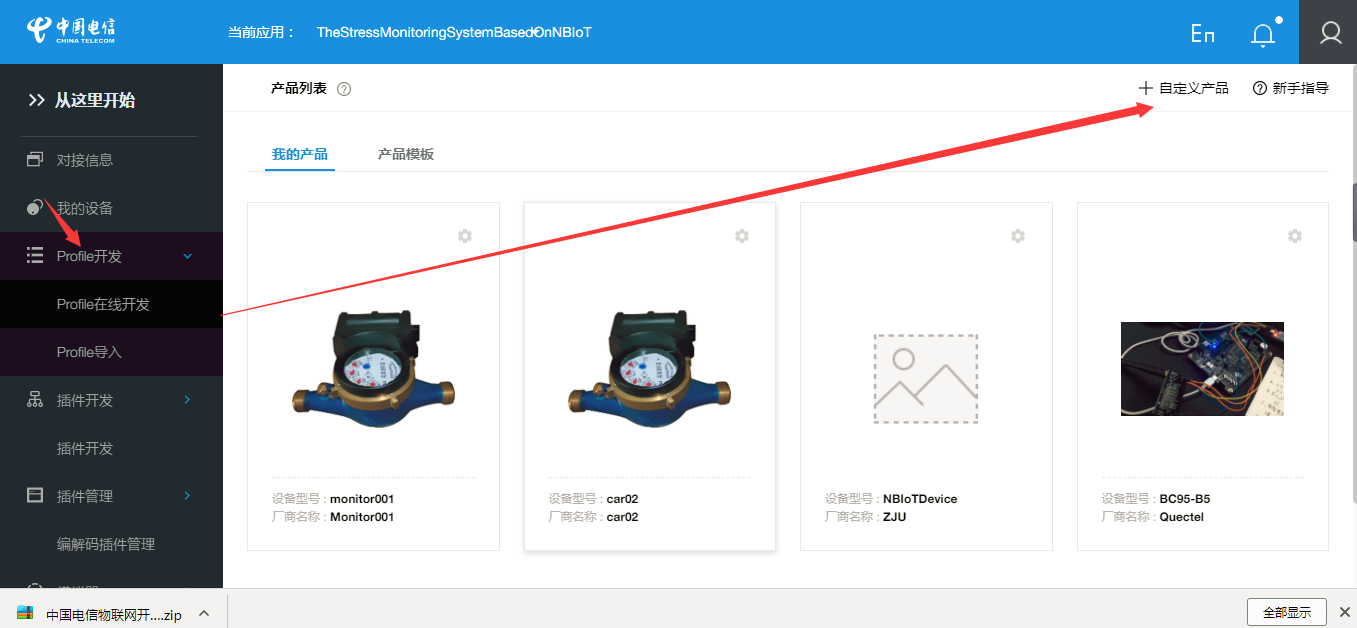 中国电信
CHINA TELECOM
当前应用： TheStressMonitoringSystemBasedOnNBIoT
En
从这里开始
对接信息
我的设备
Profile开发
Profile在线开发
Profile导入
插件开发
插件开发
插件管理
编解码插件管理
产品列表
自定义产品
新手指导
我的产品 产品模板
设备型号 : monitor001
厂商名称 : Monitor001
设备型号 : car02
厂商名称 : car02
设备型号 : NBIoTDevice
厂商名称 : ZJU
设备型号 : BC95-B5
厂商名称 : Quectel
中国电信物联网开....zip
全部显示